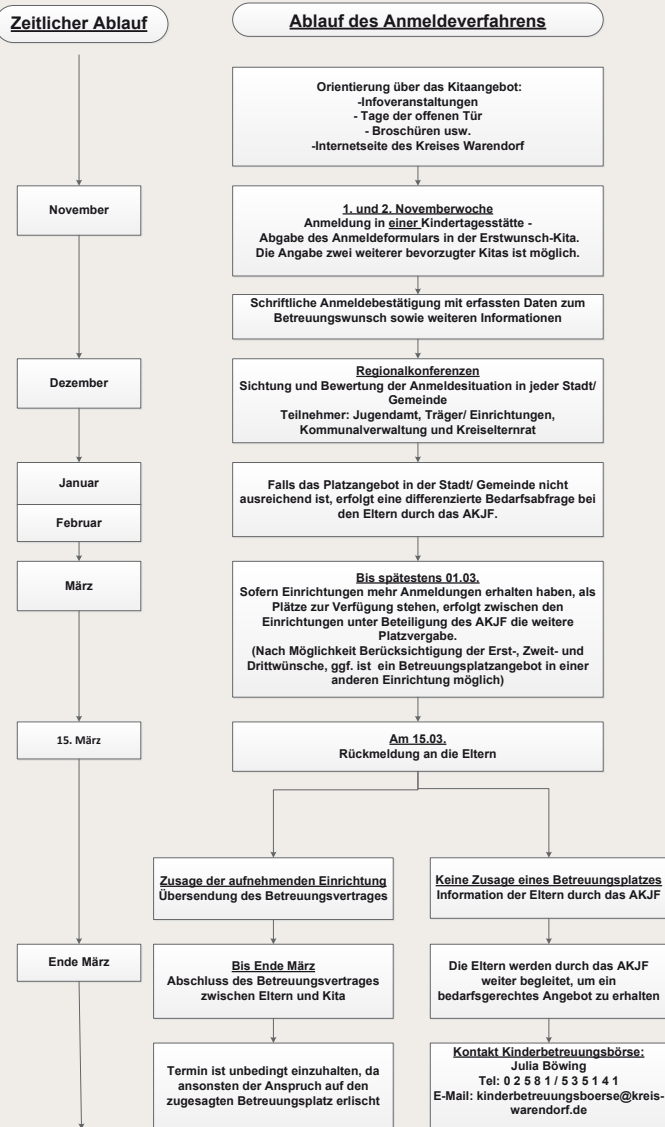 Zeitlicher Ablauf
Ablauf des Anmeldeverfahrens
Orientierung über das Kitaangebot:
-Infoveranstaltungen
- Tage der offenen Tür
- Broschüren usw.
-Internetseite des Kreises Warendorf
November
1. und 2. Novemberwoche
Anmeldung in einer Kindertagesstätte -
Abgabe des Anmeldeformulars in der Erstwunsch-Kita.
Die Angabe zwei weiterer bevorzugter Kitas ist möglich.
Schriftliche Anmeldebestätigung mit erfassten Daten zum
Betreuungswunsch sowie weiteren Informationen
Dezember
Regionalkonferenzen
Sichtung und Bewertung der Anmeldesituation in jeder Stadt/
Gemeinde
Teilnehmer: Jugendamt, Träger/ Einrichtungen,
Kommunalverwaltung und Kreiselternrat
Januar
Februar
Falls das Platzangebot in der Stadt/ Gemeinde nicht
ausreichend ist, erfolgt eine differenzierte Bedarfsabfrage bei
den Eltern durch das AKJF.
März
Bis spätestens 01.03.
Sofern Einrichtungen mehr Anmeldungen erhalten haben, als
Plätze zur Verfügung stehen, erfolgt zwischen den
Einrichtungen unter Beteiligung des AKJF die weitere
Platzvergabe.
(Nach Möglichkeit Berücksichtigung der Erst-, Zweit- und
Drittwünsche, ggf. ist ein Betreuungsplatzangebot in einer
anderen Einrichtung möglich)
15. März
Am 15.03.
Rückmeldung an die Eltern
Zusage der aufnehmenden Einrichtung
Übersendung des Betreuungsvertrages
Keine Zusage eines Betreuungsplatzes
Information der Eltern durch das AKJF
Ende März
Bis Ende März
Abschluss des Betreuungsvertrages
zwischen Eltern und Kita
Die Eltern werden durch das AKJF
weiter begleitet, um ein
bedarfsgerechtes Angebot zu erhalten
Termin ist unbedingt einzuhalten, da
ansonsten der Anspruch auf den
zugesagten Betreuungsplatz erlischt
Kontakt Kinderbetreuungsbörse:
Julia Böwing
Tel: 0 2 5 8 1 / 5 3 5 1 4 1
E-Mail: kinderbetreuungsboerse@kreis-
warendorf.de